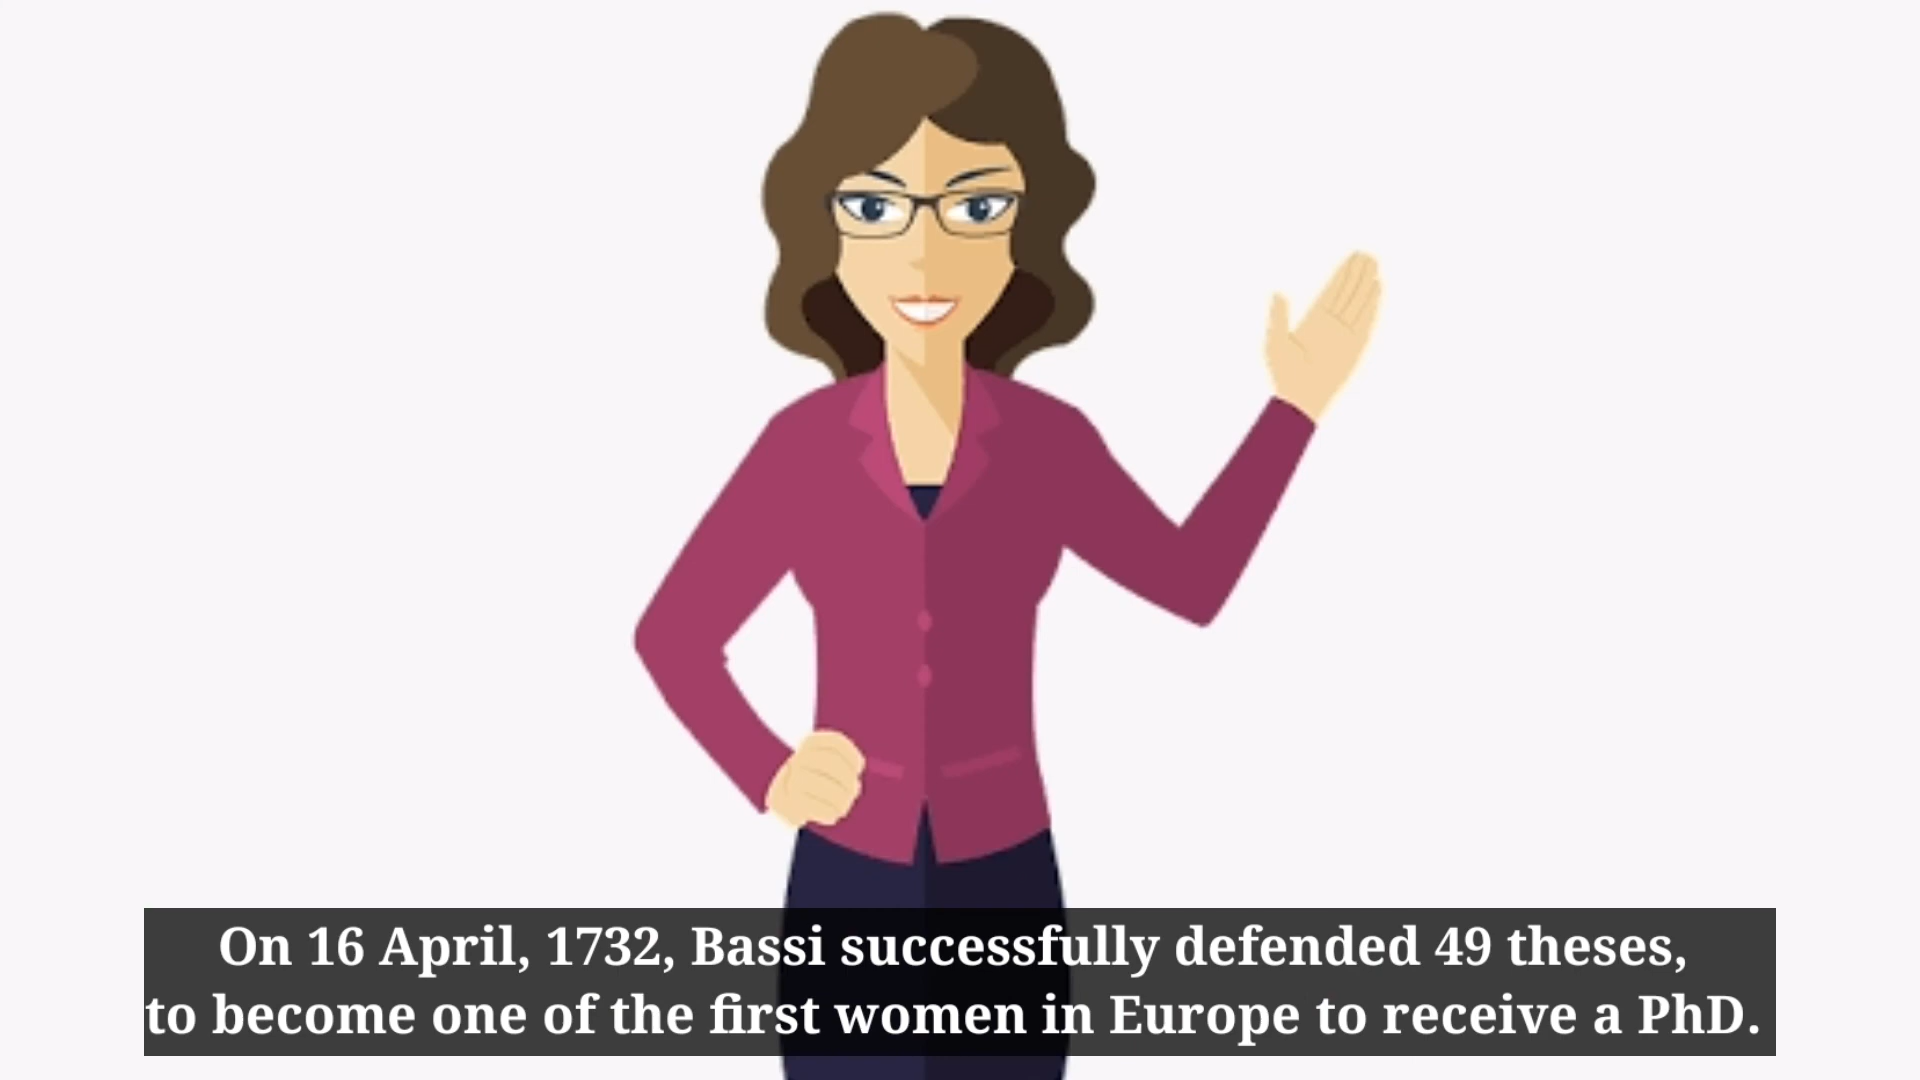 On 16 April, 1732, Bassi successfully defended 49 theses,
to become one of the first women in Europe to receive a PhD.